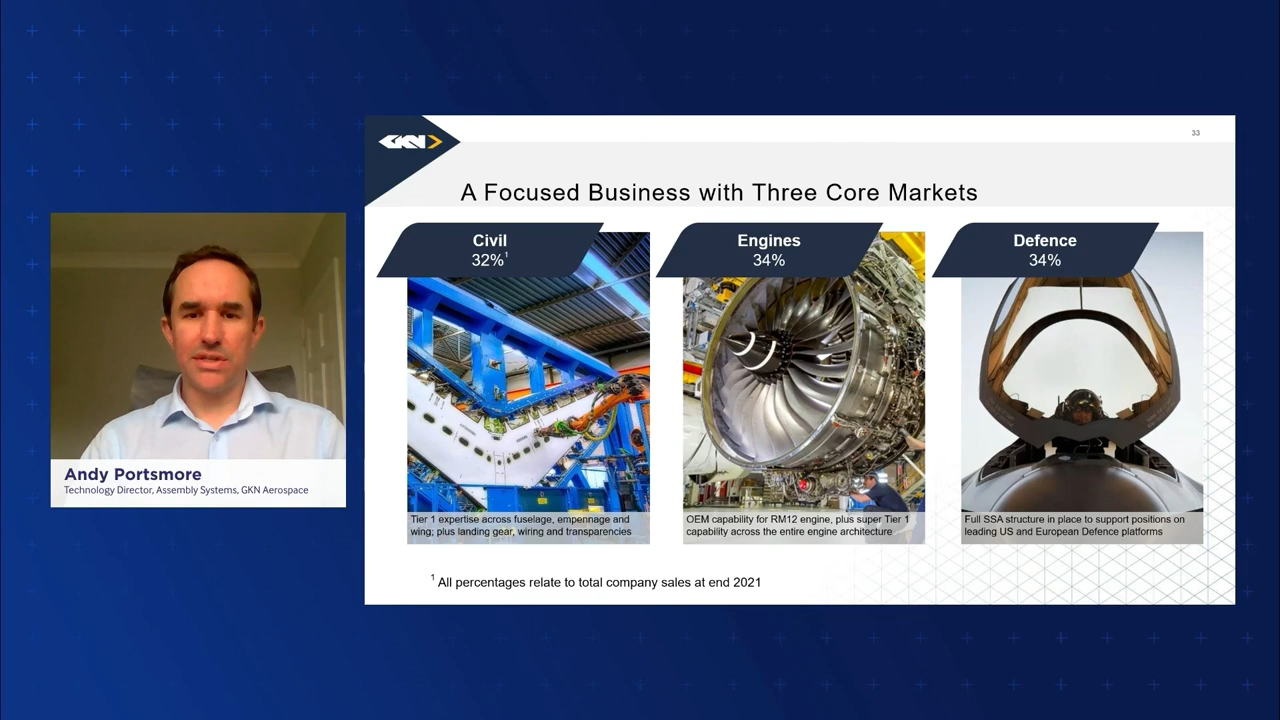 GKN
33
A Focused Business with Three Core Markets
Civil
32%¹
Engines
34%
Defence
34%
Tier 1 expertise across fuselage, empennage and
wing; plus landing gear, wiring and transparencies
OEM capability for RM12 engine, plus super Tier 1
capability across the entire engine architecture
Full SSA structure in place to support positions on
leading US and European Defence platforms
¹ All percentages relate to total company sales at end 2021
Andy Portsmore
Technology Director, Assembly Systems, GKN Aerospace